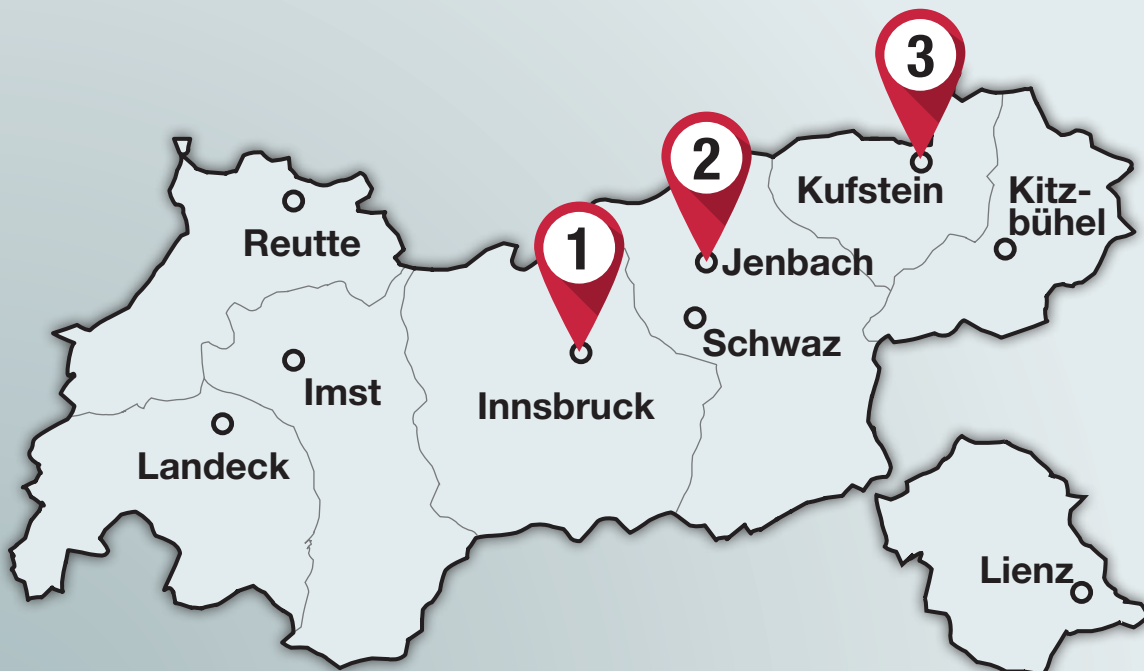 3
2
Kufstein
Kitz-
bühel
Reutte
1
Jenbach
Schwaz
Imst
Innsbruck
Landeck
Lienz